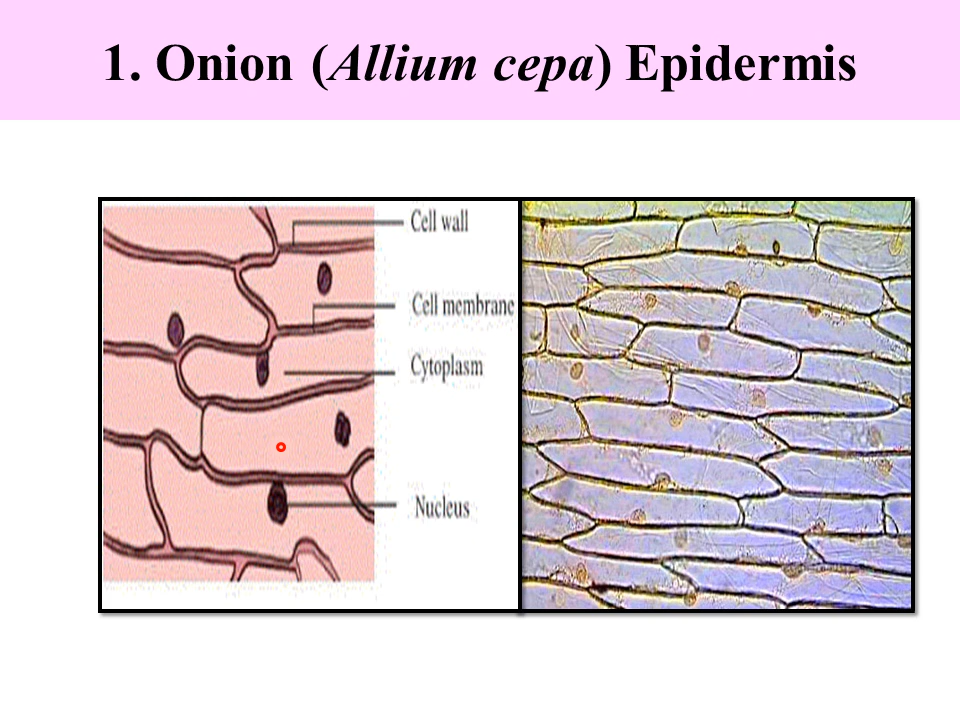 1. Onion (Allium cepa) Epidermis
Cell wall
Cell membrane
Cytoplasm
Nucleus